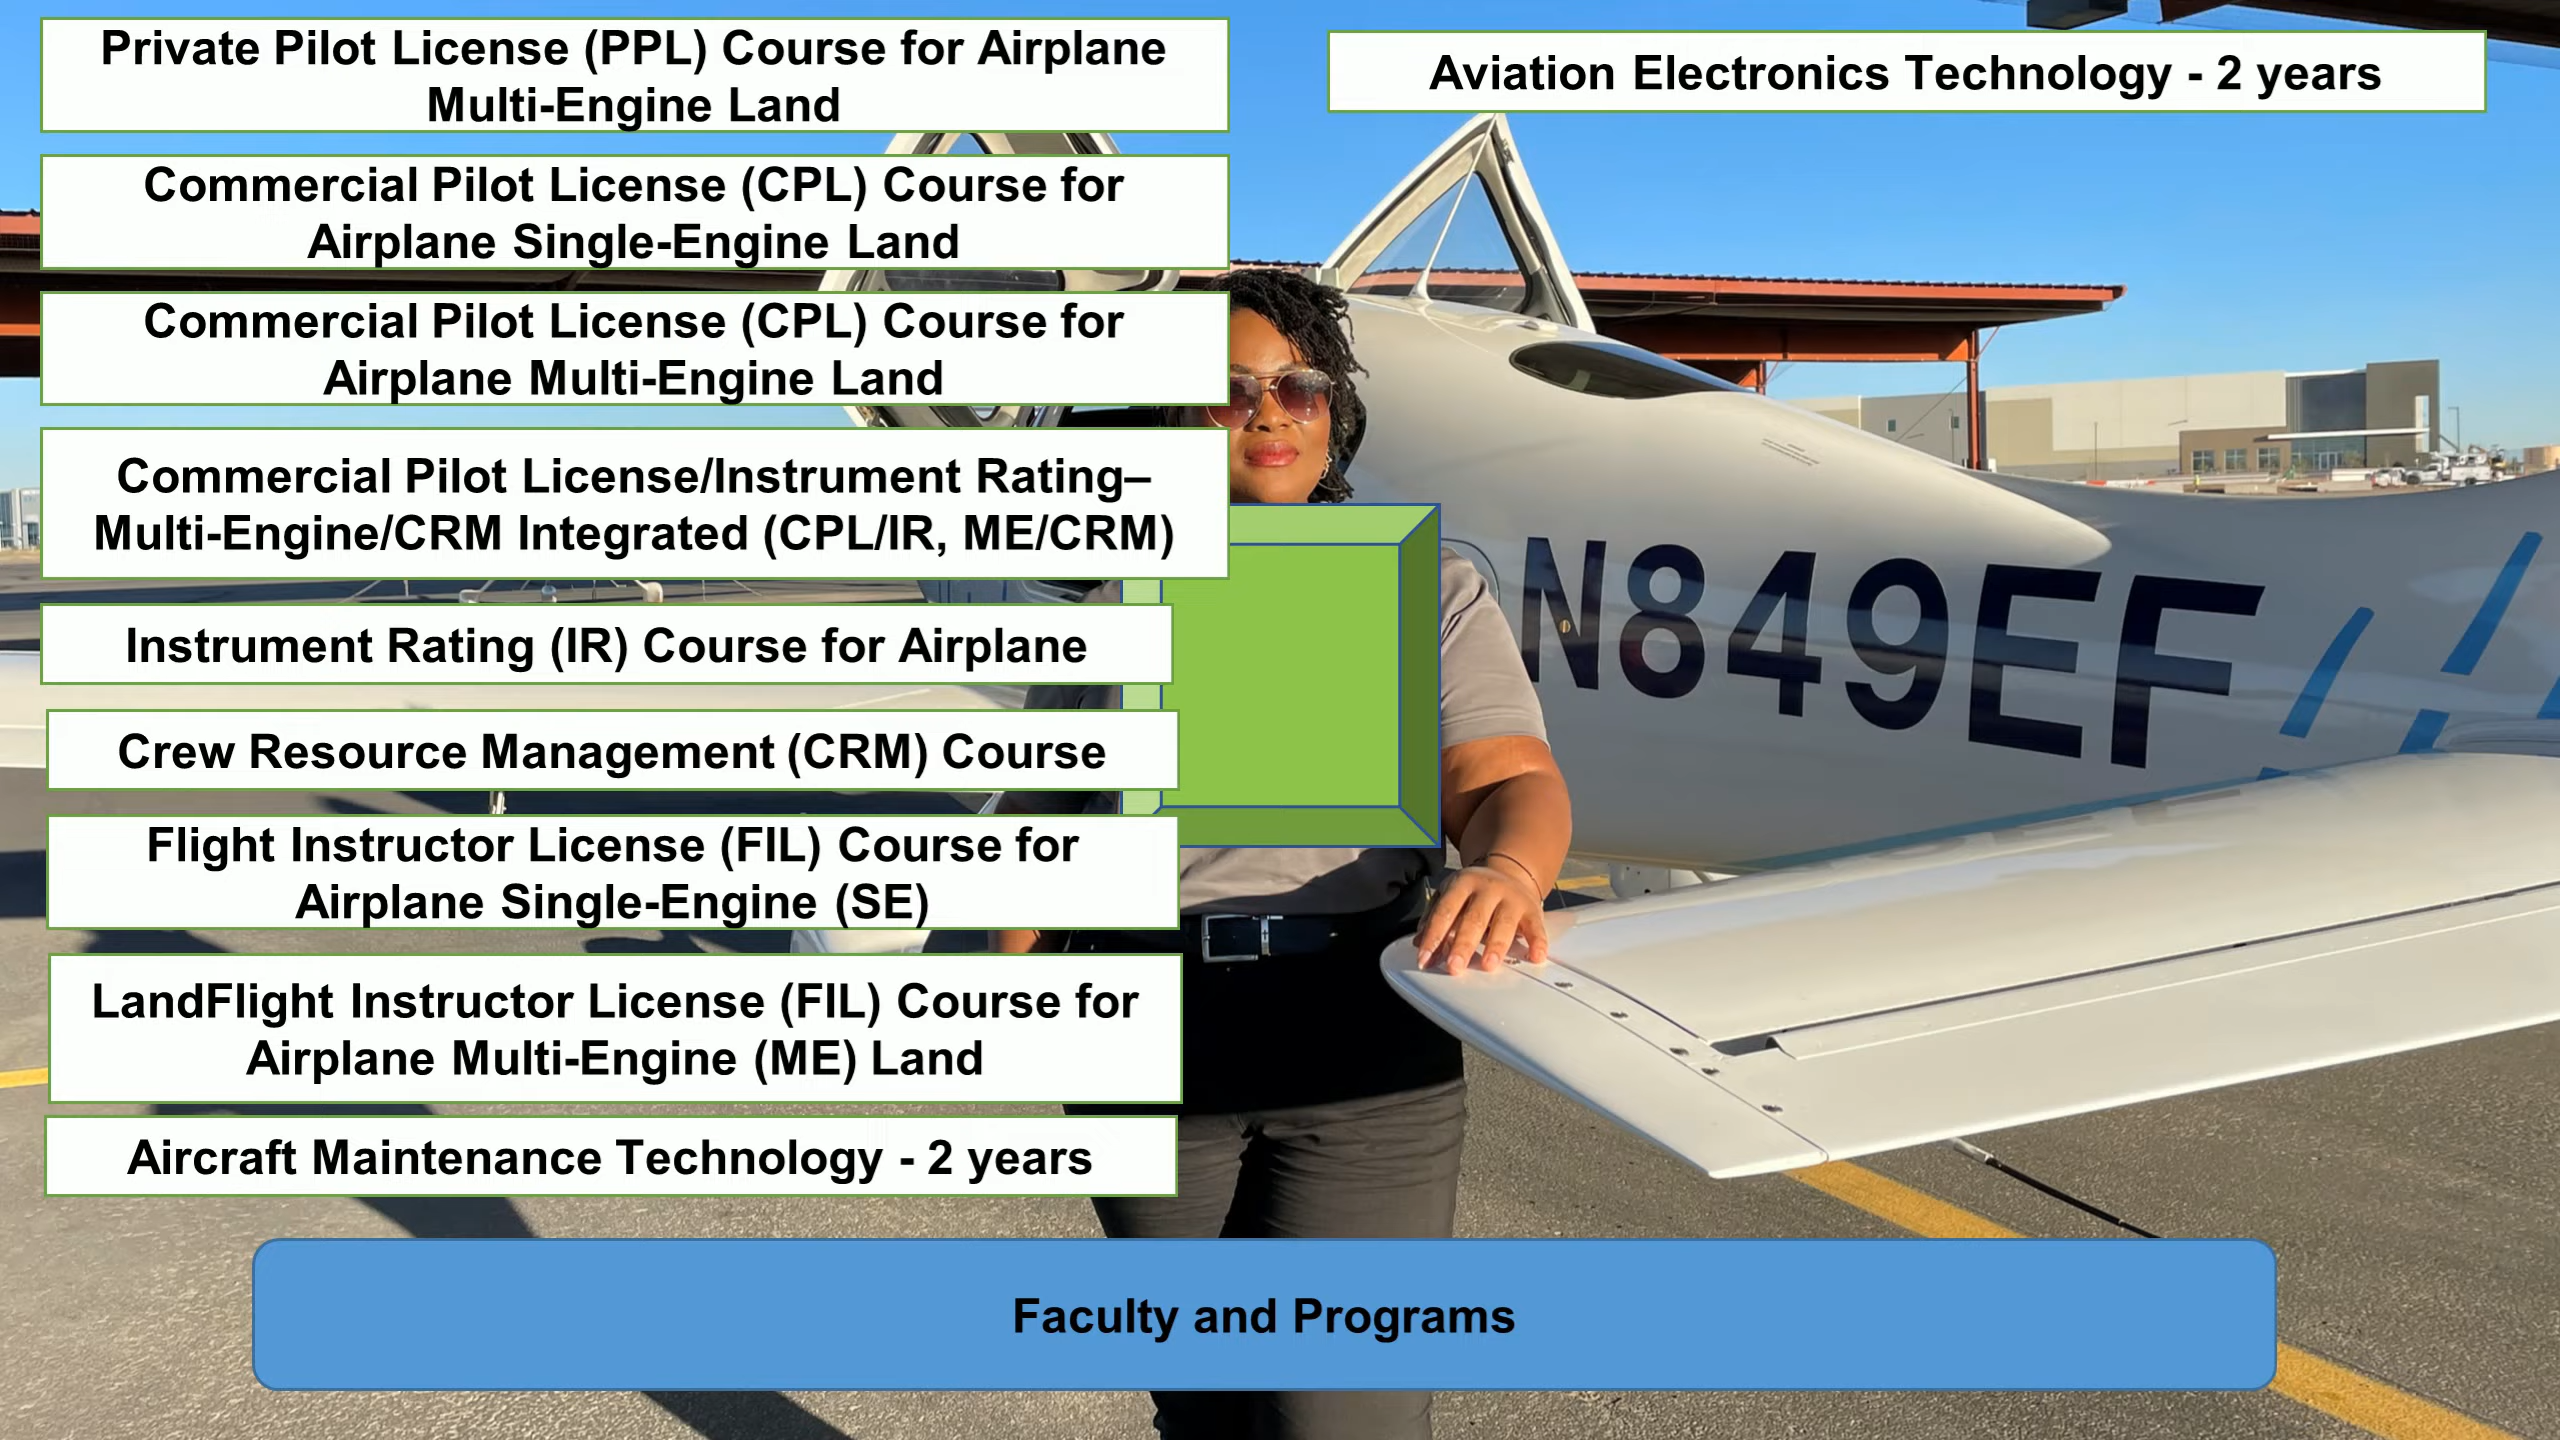 Private Pilot License (PPL) Course for Airplane
Multi-Engine Land
Commercial Pilot License (CPL) Course for
Airplane Single-Engine Land
Commercial Pilot License (CPL) Course for
Airplane Multi-Engine Land
Commercial Pilot License/Instrument Rating–
Multi-Engine/CRM Integrated (CPL/IR, ME/CRM)
Instrument Rating (IR) Course for Airplane
Crew Resource Management (CRM) Course
Flight Instructor License (FIL) Course for
Airplane Single-Engine (SE)
LandFlight Instructor License (FIL) Course for
Airplane Multi-Engine (ME) Land
Aircraft Maintenance Technology - 2 years
Aviation Electronics Technology - 2 years
N849EF
Faculty and Programs